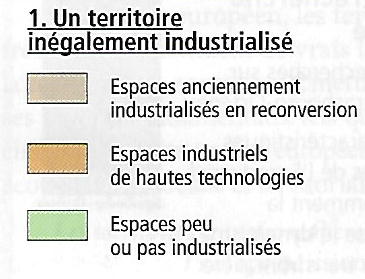 1. Un territoire
inégalement industrialisé
Espaces anciennement
industrialisés en reconversion
Espaces industriels
de hautes technologies
Espaces peu
ou pas industrialisés